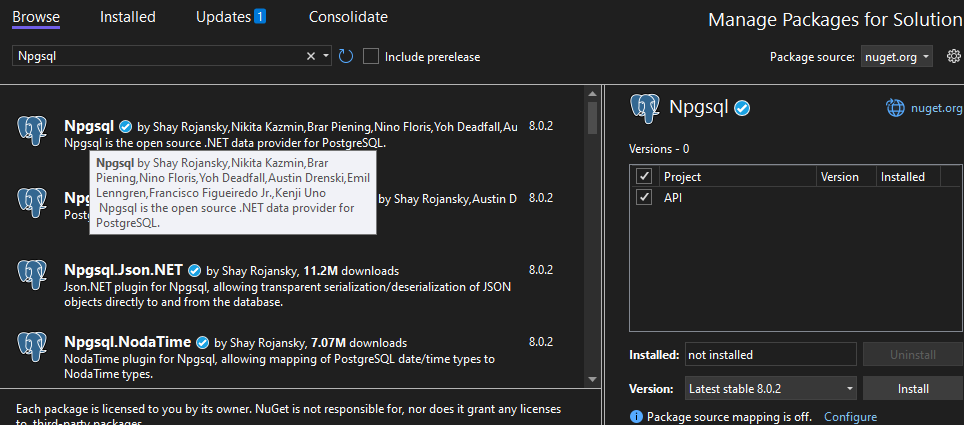 Browse Installed Updates 1 Consolidate
Manage Packages for Solution
Npgsql
Include prerelease
Package source: nuget.org
Npgsql by Shay Rojansky,Nikita Kazmin,Brar Piening,Nino Floris,Yoh Deadfall,Au 8.0.2
Npgsql is the open source .NET data provider for PostgreSQL.
Npgsql by Shay Rojansky,Nikita Kazmin,Brar
Piening,Nino Floris,Yoh Deadfall,Austin Drenski,Emil
Lenngren,Francisco Figueiredo Jr.,Kenji Uno
Npgsql is the open source .NET data provider for
PostgreSQL.
by Shay Rojansky,Austin D 8.0.2
Npgsql.Json.NET by Shay Rojansky, 11.2M downloads 8.0.2
Json.NET plugin for Npgsql, allowing transparent serialization/deserialization of JSON
objects directly to and from the database.
Npgsql.NodaTime by Shay Rojansky, 7.07M downloads 8.0.2
NodaTime plugin for Npgsql, allowing mapping of PostgreSQL date/time types to
NodaTime types.
Each package is licensed to you by its owner. NuGet is not responsible, nor does it grant any licenses
to, third-party packages.
Npgsql nuget.org
Versions - 0
Project Version Installed
API
Installed: not installed Uninstall
Version: Latest stable 8.0.2 Install
Package source mapping is off. Configure